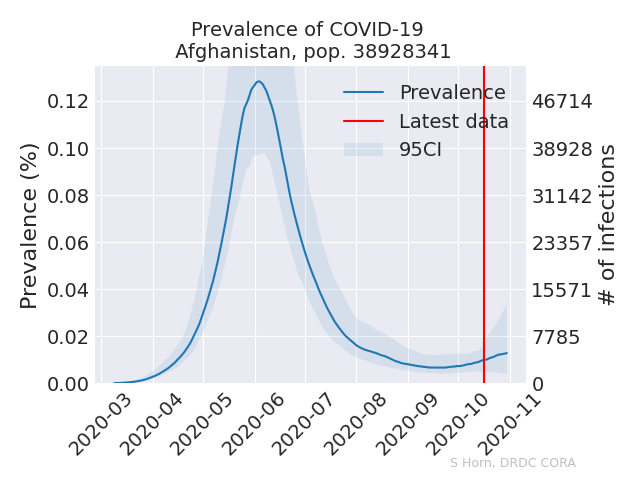 Prevalence of COVID-19
Afghanistan, pop. 38928341
Prevalence
Latest data
95CI
Prevalence (%)
0.12
0.10
0.08
0.06
0.04
0.02
0.00
46714
38928
31142
23357
15571
7785
0
# of infections
2020-03
2020-04
2020-05
2020-06
2020-07
2020-08
2020-09
2020-10
2020-11
S Horn, DRDC CORA